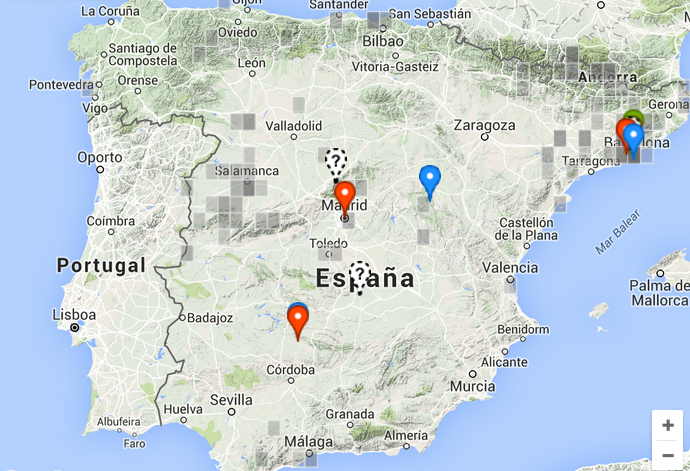 Gijón
Santander
La Coruña
San Sebastián
Oviedo
Bilbao
Santiago de
Compostela
León
Vitoria-Gasteiz
Andorra
Orense
Pontevedra
Vigo
Gerona
Valladolid
Zaragoza
Barcelona
Oporto
?
Salamanca
Tarragona
Madrid
Coímbra
Castellón
de la Plana
Mar Balear
Toledo
Portugal
España
?
Valencia
Palma de
Mallorca
Lisboa
Badajoz
Benidorm
Alicante
Córdoba
Murcia
Sevilla
Huelva
Granada
Albufeira
Faro
Málaga
Almería
+
−